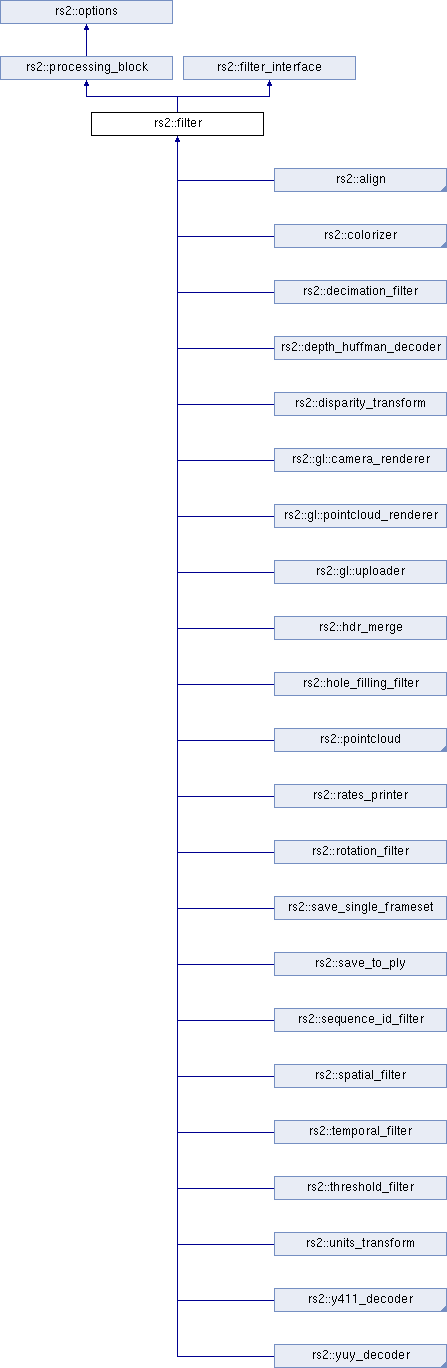 rs2::options
rs2::processing_block
rs2::filter_interface
rs2::filter
rs2::align
rs2::colorizer
rs2::decimation_filter
rs2::depth_huffman_decoder
rs2::disparity_transform
rs2::gl::camera_renderer
rs2::gl::pointcloud_renderer
rs2::gl::uploader
rs2::hdr_merge
rs2::hole_filling_filter
rs2::pointcloud
rs2::rates_printer
rs2::rotation_filter
rs2::save_single_frameset
rs2::save_to_ply
rs2::sequence_id_filter
rs2::spatial_filter
rs2::temporal_filter
rs2::threshold_filter
rs2::units_transform
rs2::y411_decoder
rs2::yuy_decoder